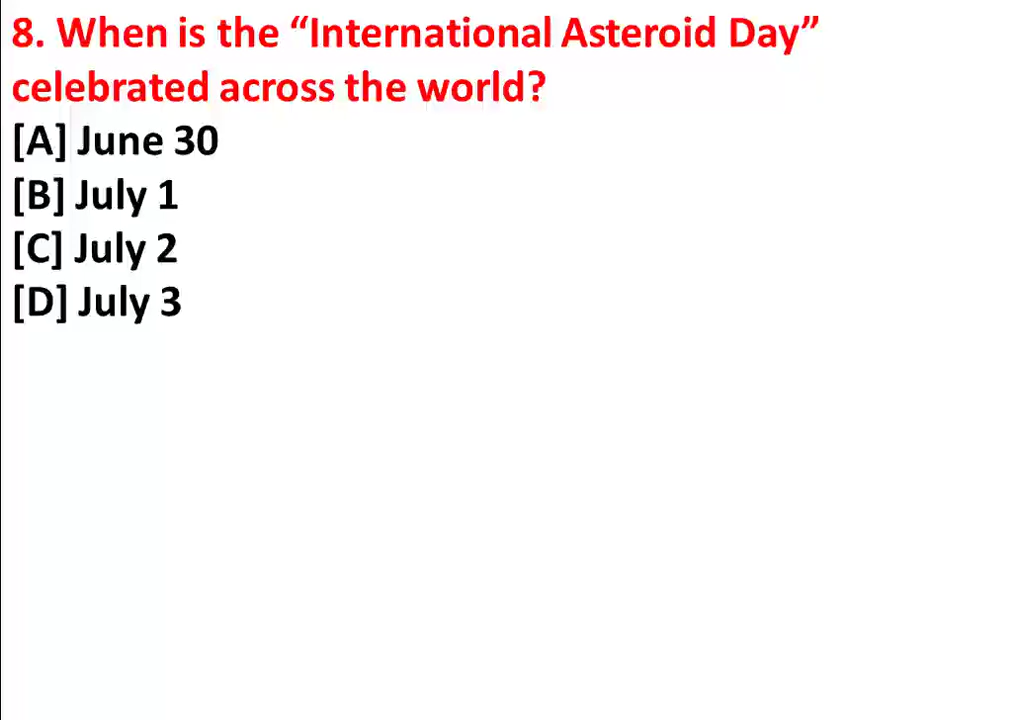 8. When is the “International Asteroid Day”
celebrated across the world?
[A] June 30
[B] July 1
[C] July 2
[D] July 3